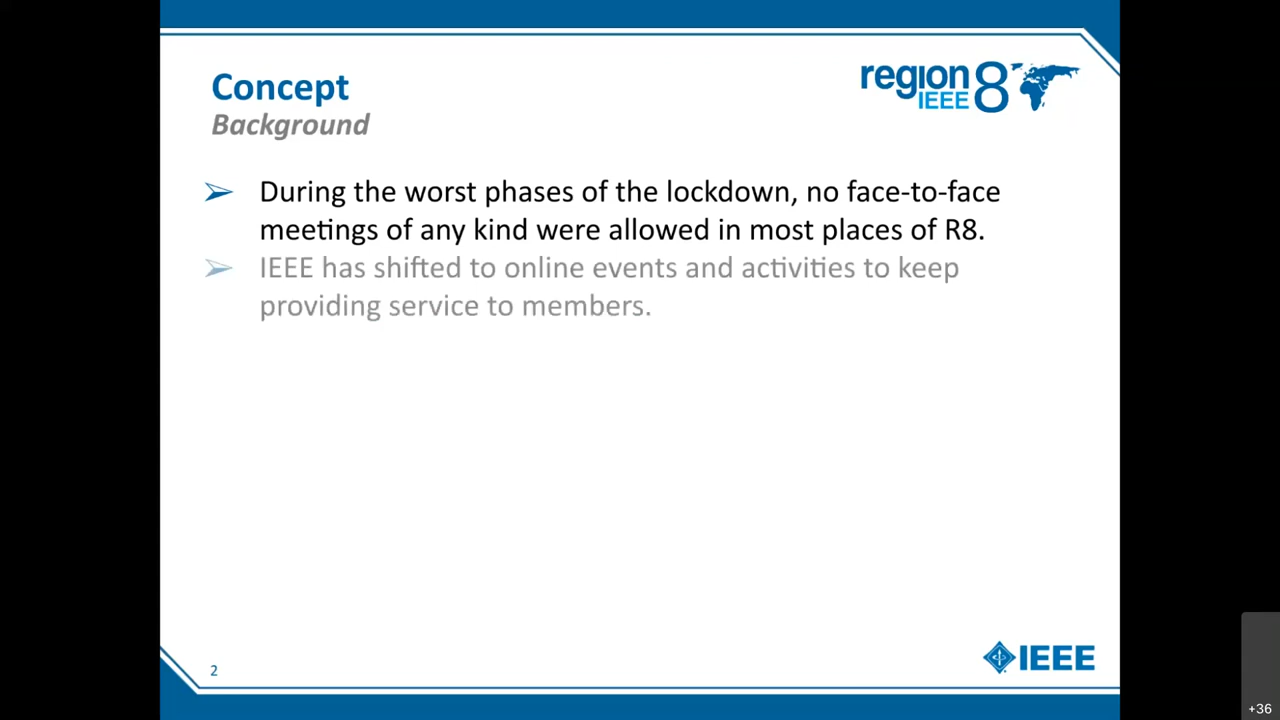 Concept
Background
region 8
IEEE
During the worst phases of the lockdown, no face-to-face
meetings of any kind were allowed in most places of R8.
IEEE has shifted to online events and activities to keep
providing service to members.
2
IEEE
+36